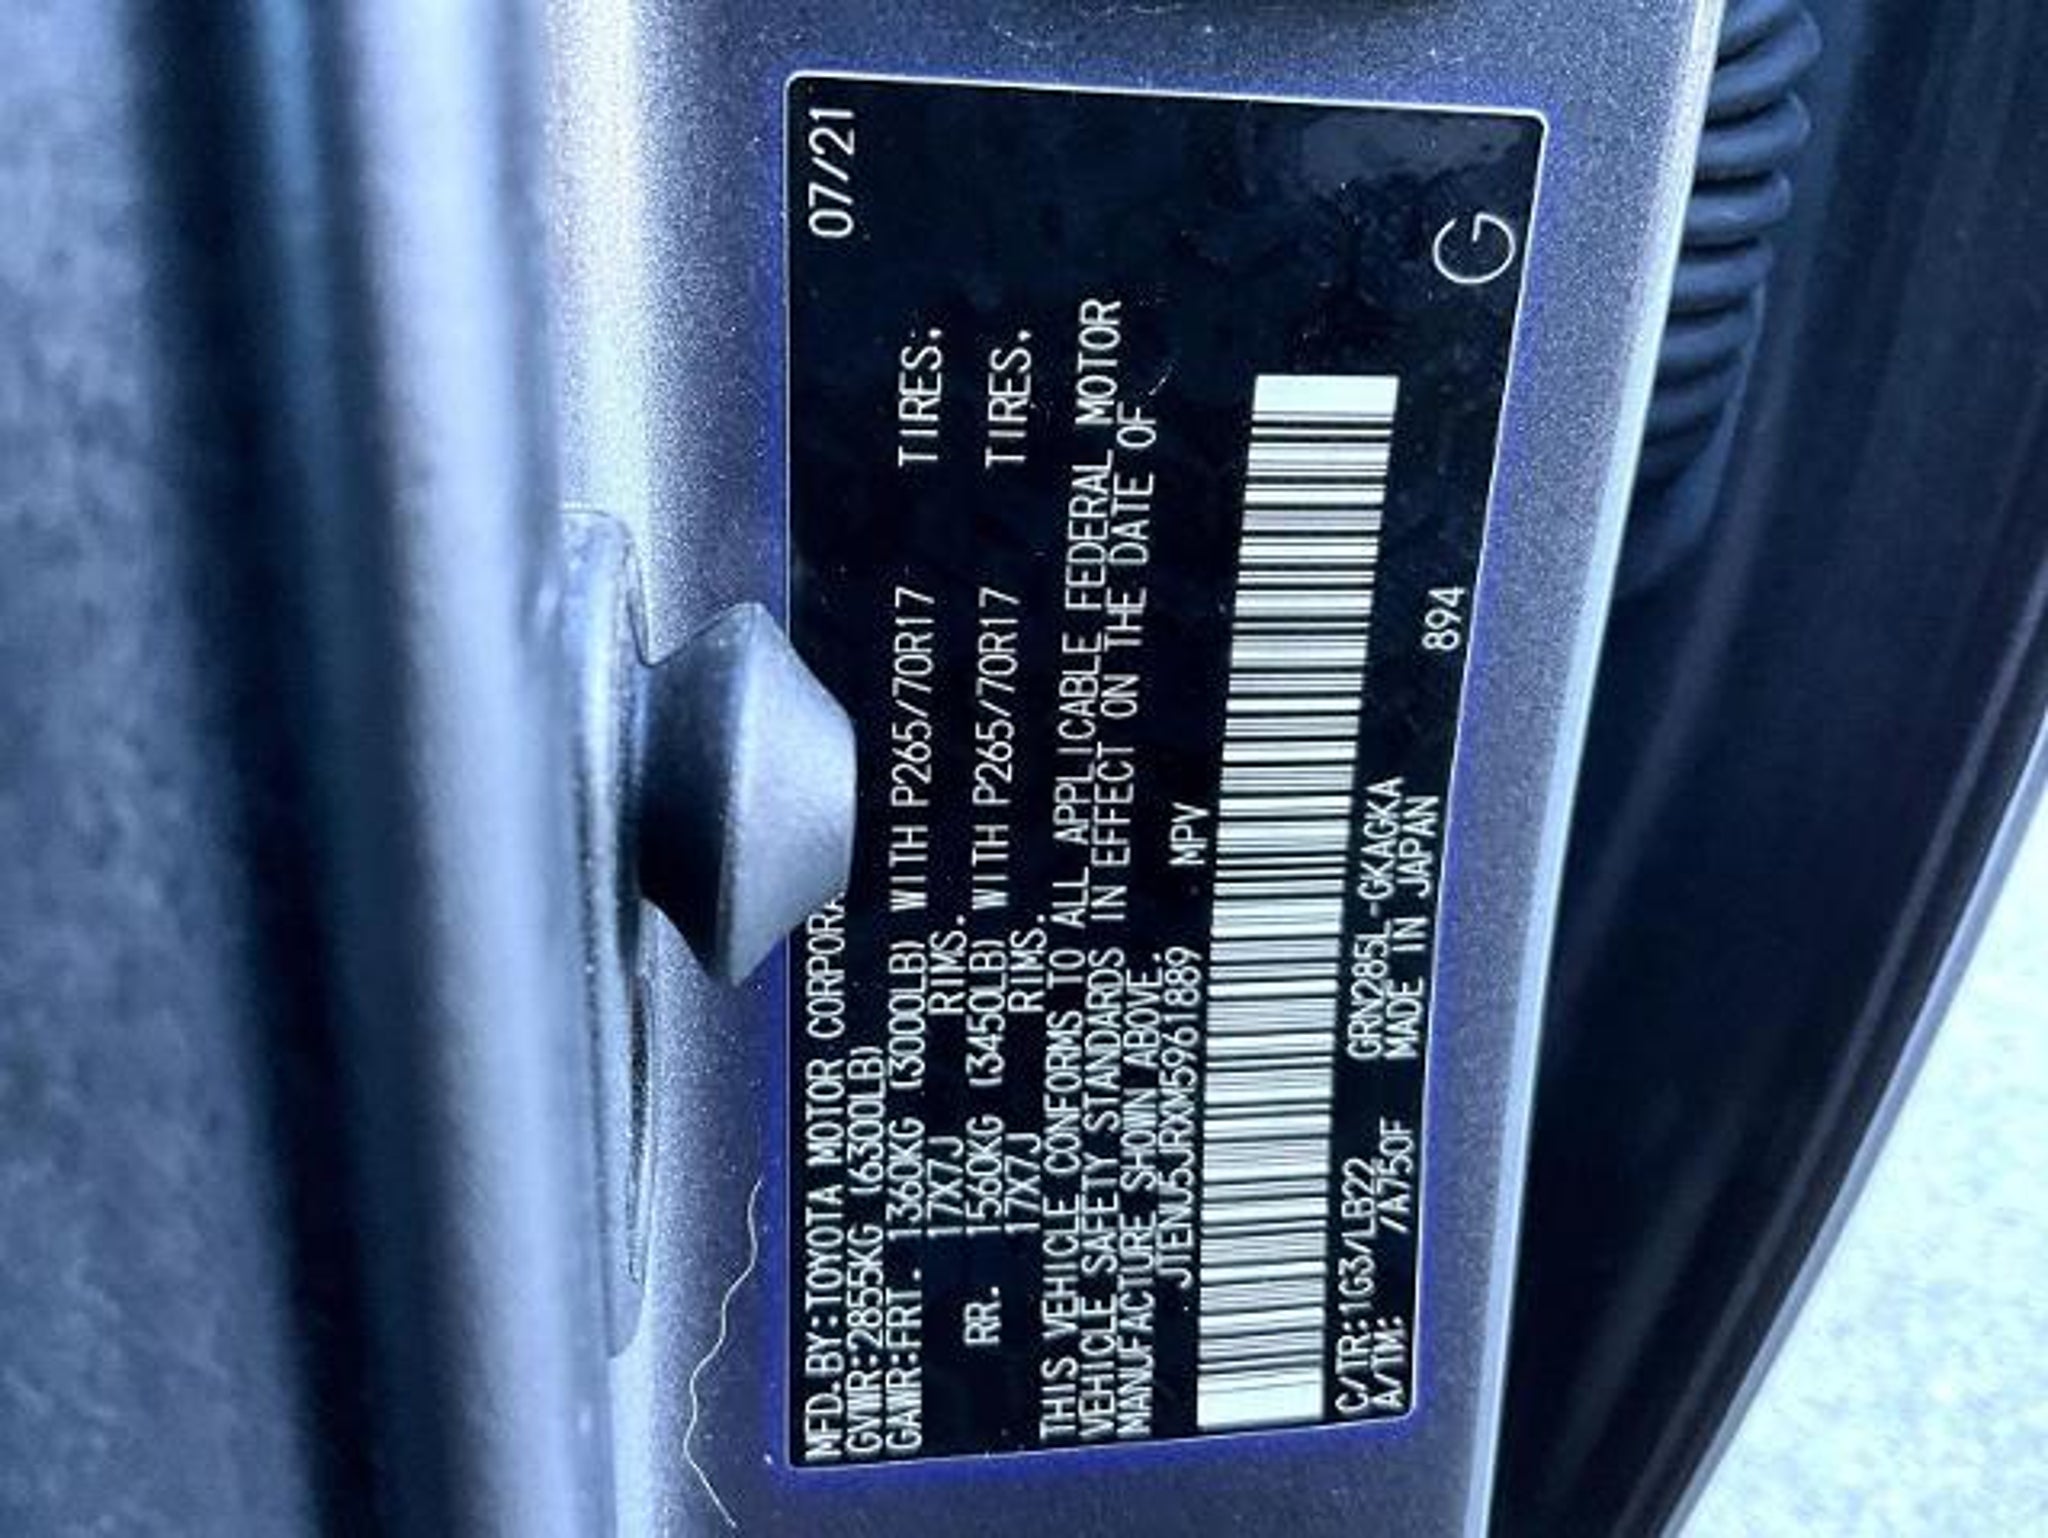 MFD.BY:TOYOTA MOTOR CORPORA 07/21
GVWR:2855KG (6300LB)
GAWR:FRT. 1360KG (3000LB) WITH P265/70R17 TIRES,
17X7J RIMS.
RR. 1560KG (3450LB) WITH P265/70R17 TIRES,
17X7J RIMS.
THIS VEHICLE CONFORMS TO ALL APPLICABLE FEDERAL MOTOR
VEHICLE SAFETY STANDARDS IN EFFECT ON THE DATE OF
MANUFACTURE SHOWN ABOVE.
JTENU5JRXM5961889 MPV
C/TR:1G3/LB22 GRN285L-GKAGKA
A/TM: /A750F MADE IN JAPAN
894
G